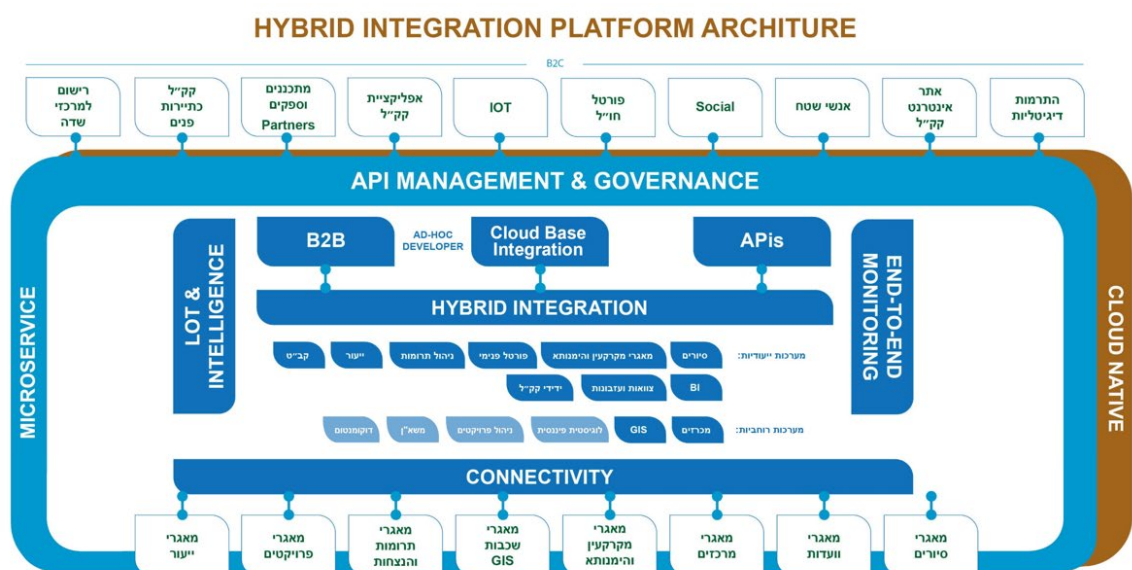 HYBRID INTEGRATION PLATFORM ARCHITURE
B2C
רישום
למרכזי
שדה
קק״ל
כתיירות
פנים
מתכננים
וספקים
Partners
אפליקציית
קק״ל
IOT
פורטל
חו״ל
Social
אנשי שטח
אתר
אינטרנט
קק״ל
התרמות
דיגיטליות
API MANAGEMENT & GOVERNANCE
MICROSERVICE
CLOUD NATIVE
LOT &
INTELLIGENCE
B2B
AD-HOC
DEVELOPER
Cloud Base
Integration
APis
END-TO-END
MONITORING
HYBRID INTEGRATION
מערכות ייעודיות: סיורים מאגרי מקרקעין והימנותא פורטל פנימי ניהול תרומות ייעור קב״ט
BI צוואות ועזבונות ידידי קק״ל
מערכות רוחביות: מכרזים GIS לוגיסטית פיננסית ניהול פרויקטים משא"ן דוקומנטום
CONNECTIVITY
מאגרי
ייעור
מאגרי
פרויקטים
מאגרי
תרומות
והנצחות
מאגרי
שכבות
GIS
מאגרי
מקרקעין
והימנותא
מאגרי
מרכזים
מאגרי
וועדות
מאגרי
סיורים